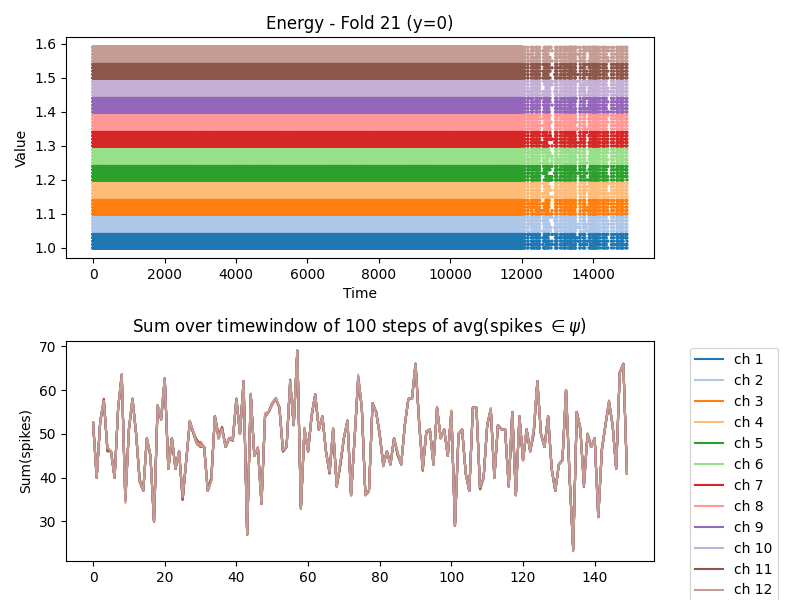 Energy - Fold 21 (y=0)
Value
1.6
1.5
1.4
1.3
1.2
1.1
1.0
0 2000 4000 6000 8000 10000 12000 14000
Time
Sum over timewindow of 100 steps of avg(spikes ∈ ψ)
Sum(spikes)
70
60
50
40
30
0 20 40 60 80 100 120 140
ch 1
ch 2
ch 3
ch 4
ch 5
ch 6
ch 7
ch 8
ch 9
ch 10
ch 11
ch 12